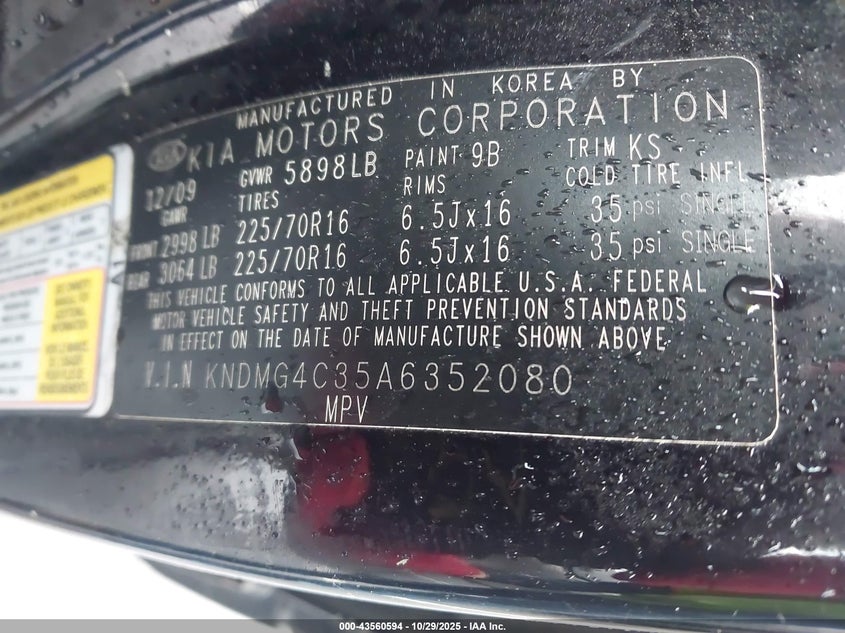 MANUFACTURED IN KOREA BY
KIA KIA MOTORS CORPORATION
12/09 GVWR 5898LB PAINT 9B TRIM KS
GAWR TIRES RIMS COLD TIRE INFL
FRONT 2998 LB 225/70R16 6.5Jx16 35 psi SINGLE
REAR 3064 LB 225/70R16 6.5Jx16 35 psi SINGLE
THIS VEHICLE CONFORMS TO ALL APPLICABLE U.S.A. FEDERAL
MOTOR VEHICLE SAFETY AND THEFT PREVENTION STANDARDS
IN EFFECT ON THE DATE OF MANUFACTURE SHOWN ABOVE
V.I.N KNDMG4C35A6352080
MPV
000-43560594 - 10/29/2025 - IAA Inc.